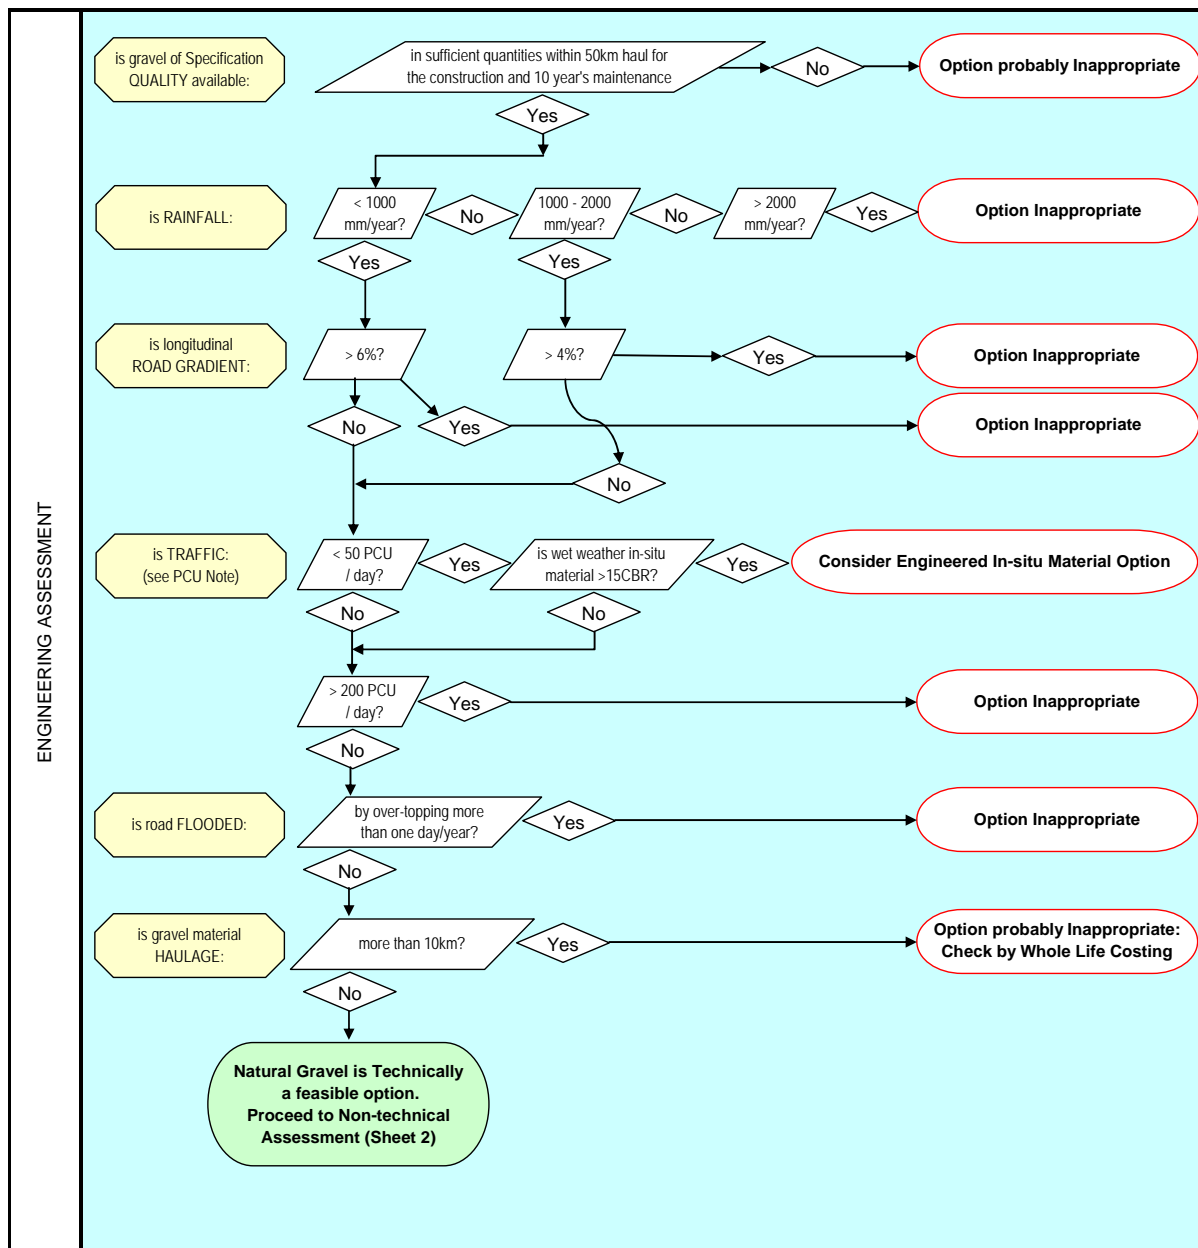 ENGINEERING ASSESSMENT
is gravel of Specification
QUALITY available:
in sufficient quantities within 50km haul for
the construction and 10 year's maintenance
No
Option probably Inappropriate
Yes
is RAINFALL:
< 1000
mm/year?
No
1000 - 2000
mm/year?
No
> 2000
mm/year?
Yes
Option Inappropriate
Yes
Yes
is longitudinal
ROAD GRADIENT:
> 6%?
> 4%?
Yes
Option Inappropriate
No
Yes
Option Inappropriate
No
is TRAFFIC:
(see PCU Note)
< 50 PCU
/ day?
Yes
is wet weather in-situ
material >15CBR?
Yes
Consider Engineered In-situ Material Option
No
No
> 200 PCU
/ day?
Yes
Option Inappropriate
No
is road FLOODED:
by over-topping more
than one day/year?
Yes
Option Inappropriate
No
is gravel material
HAULAGE:
more than 10km?
Yes
Option probably Inappropriate:
Check by Whole Life Costing
No
Natural Gravel is Technically
a feasible option.
Proceed to Non-technical
Assessment (Sheet 2)